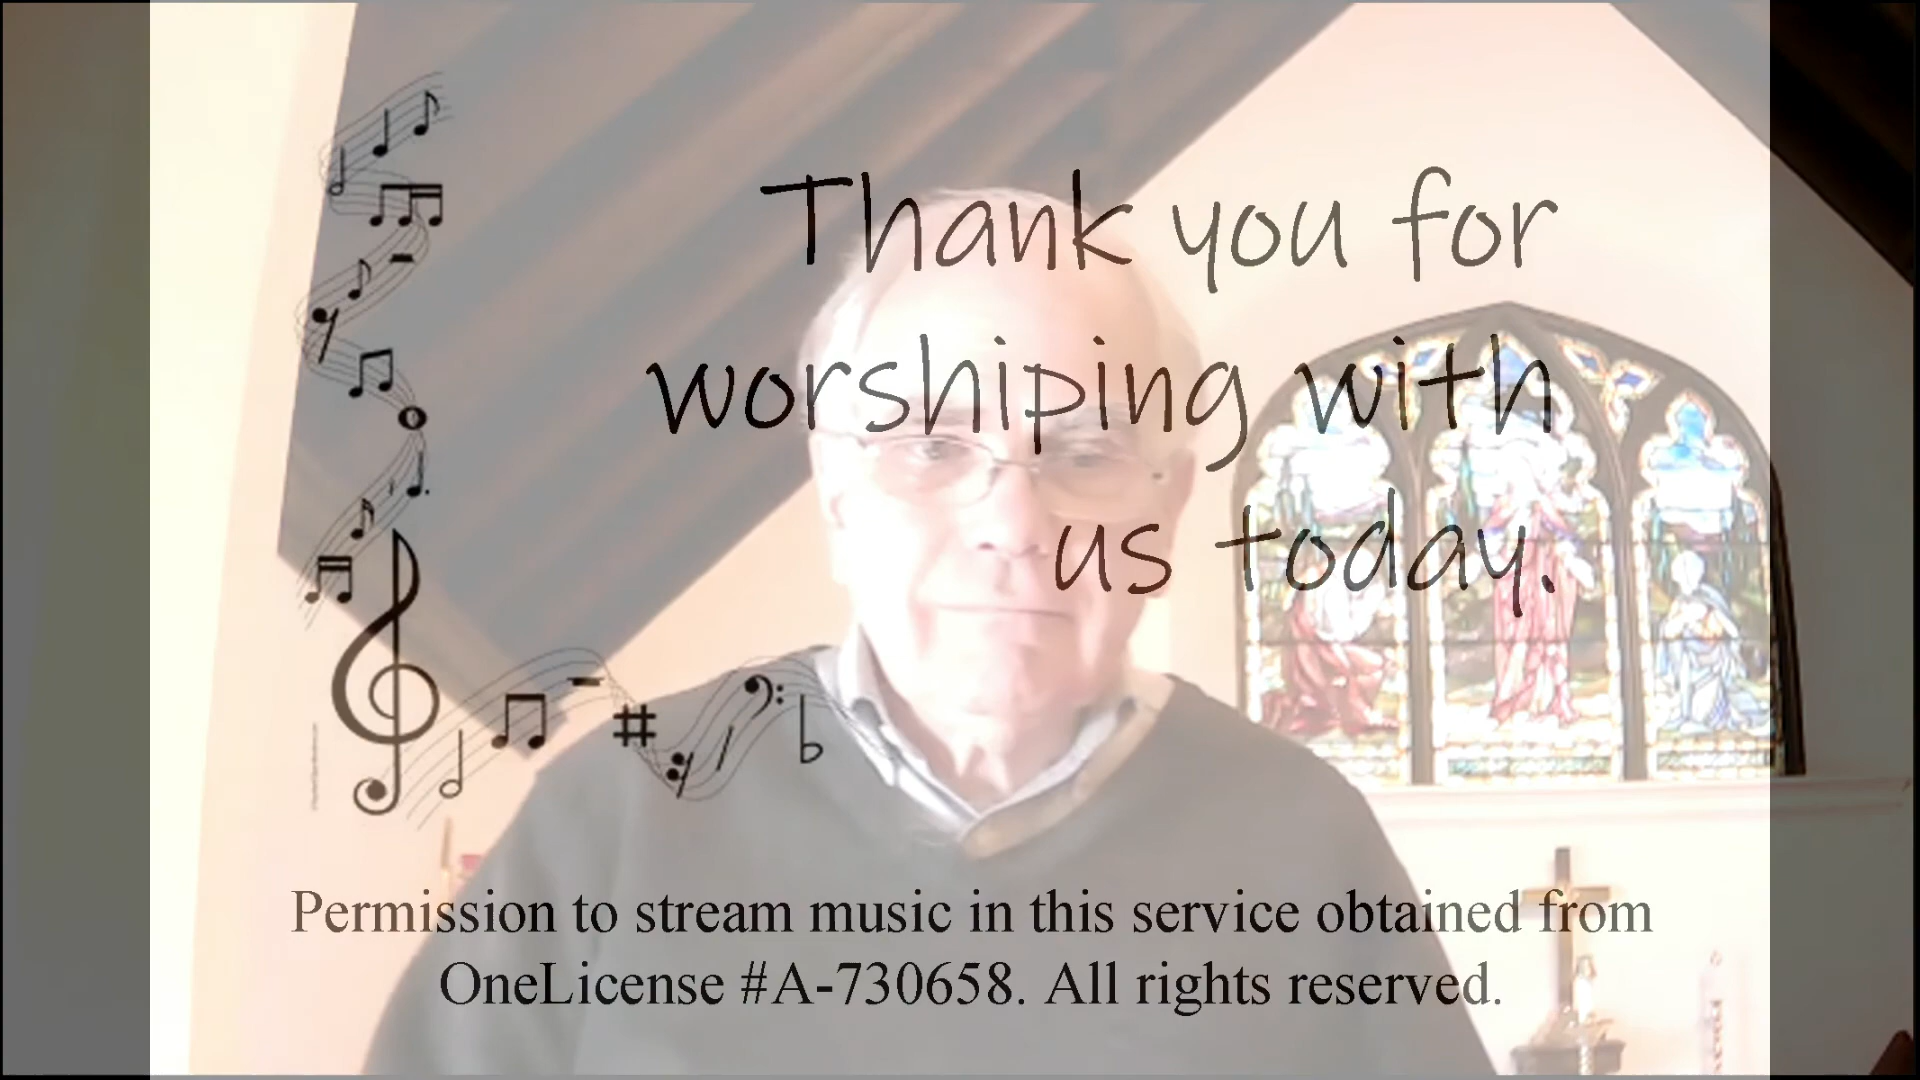 Thank you for
worshiping with
us today.
Permission to stream music in this service obtained from
OneLicense #A-730658. All rights reserved.